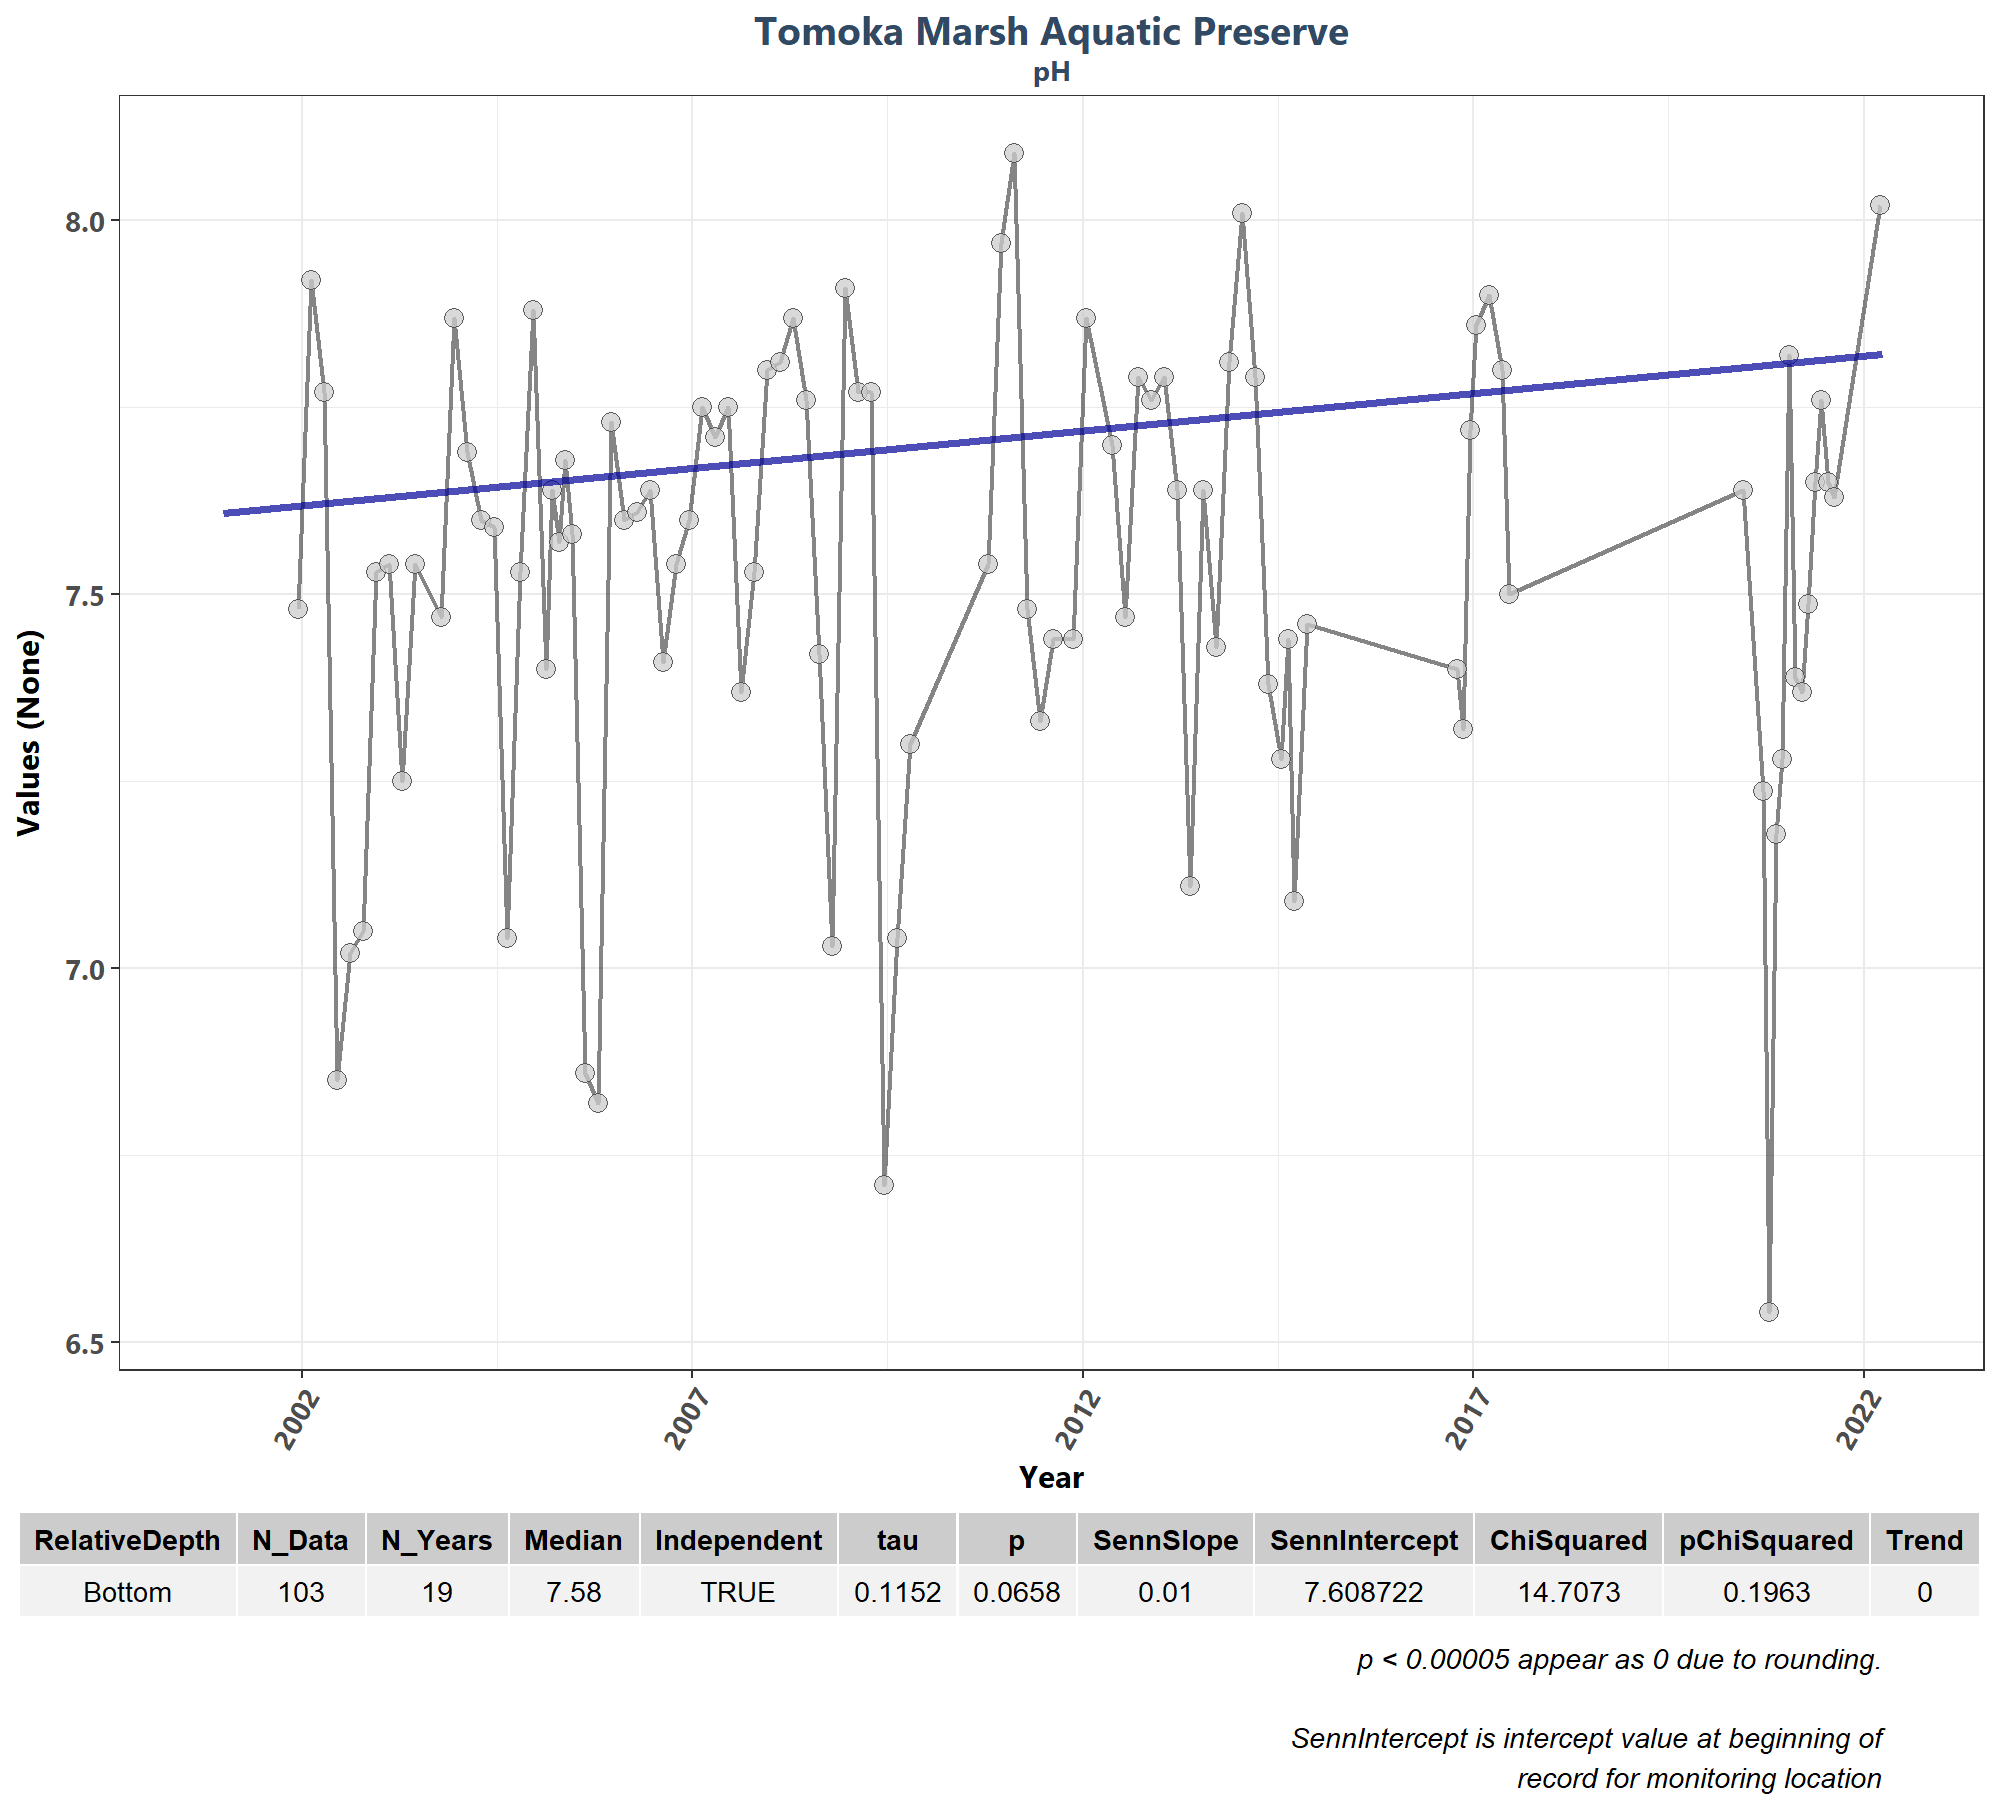 Tomoka Marsh Aquatic Preserve
pH
Values (None)
8.0
7.5
7.0
6.5
2002 2007 2012 2017 2022
Year
RelativeDepth N_Data N_Years Median Independent tau p SennSlope SennIntercept ChiSquared pChiSquared Trend
Bottom 103 19 7.58 TRUE 0.1152 0.0658 0.01 7.608722 14.7073 0.1963 0
p < 0.00005 appear as 0 due to rounding.
SennIntercept is intercept value at beginning of
record for monitoring location